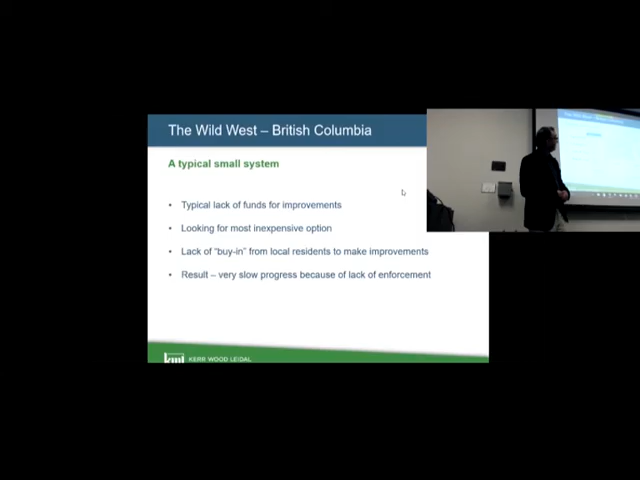 The Wild West – British Columbia
A typical small system
• Typical lack of funds for improvements
• Looking for most inexpensive option
• Lack of “buy-in” from local residents to make improvements
• Result – very slow progress because of lack of enforcement
kwl KERR WOOD LEIDAL